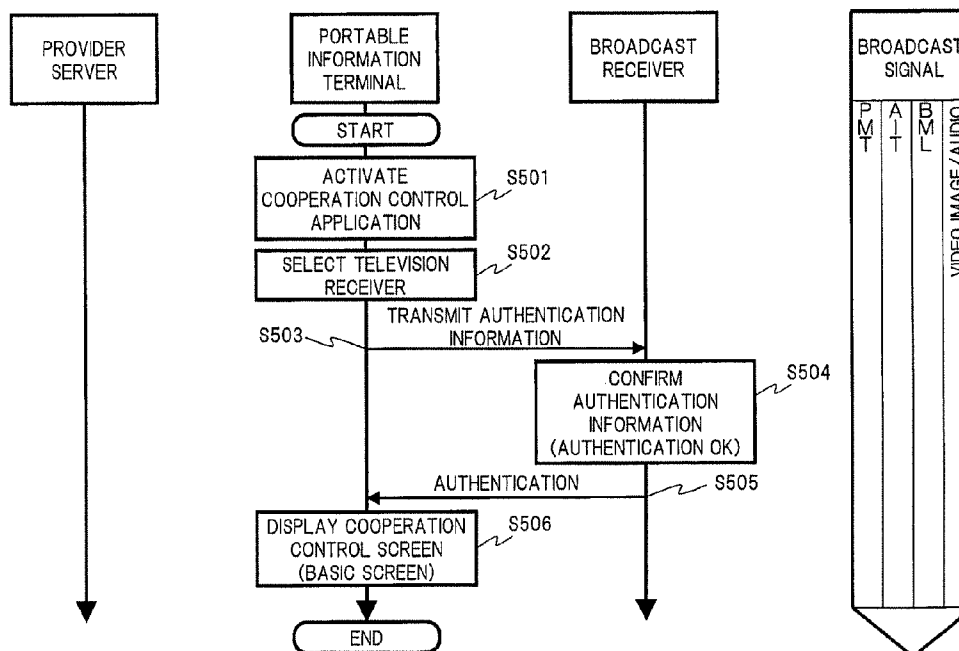 PROVIDER
SERVER
PORTABLE
INFORMATION
TERMINAL
BROADCAST
RECEIVER
BROADCAST
SIGNAL
PMT
AIT
BML
VIDEO IMAGE/AUDIO
START
ACTIVATE
COOPERATION CONTROL
APPLICATION
S501
SELECT TELEVISION
RECEIVER
S502
TRANSMIT AUTHENTICATION
INFORMATION
S503
CONFIRM
AUTHENTICATION
INFORMATION
(AUTHENTICATION OK)
S504
AUTHENTICATION
S505
DISPLAY COOPERATION
CONTROL SCREEN
(BASIC SCREEN)
S506
END